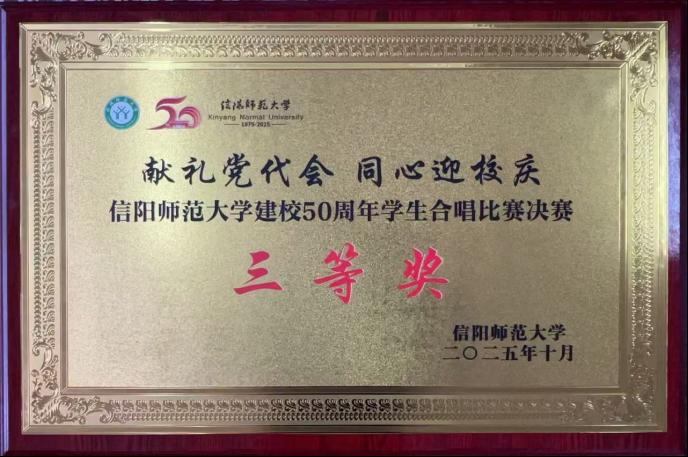 信阳师范大学
Xinyang Normal University
1975-2025
献礼党代会 同心迎校庆
信阳师范大学建校50周年学生合唱比赛决赛
三等奖
信阳师范大学
二〇二五年十月